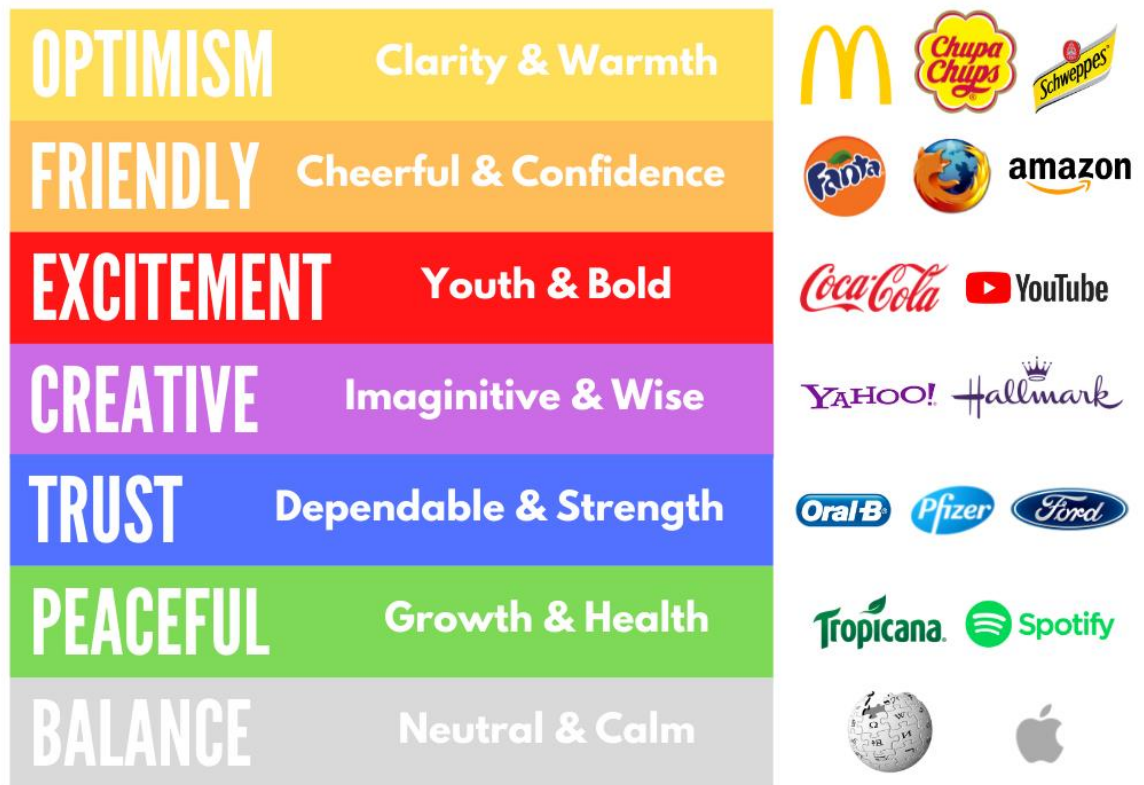 OPTIMISM Clarity & Warmth
Chupa
Chups
Schweppes
FRIENDLY Cheerful & Confidence
Fanta
amazon
EXCITEMENT Youth & Bold
Coca-Cola YouTube
CREATIVE Imaginitive & Wise
YAHOO! Hallmark
TRUST Dependable & Strength
Oral-B Pfizer Ford
PEACEFUL Growth & Health
Tropicana Spotify
BALANCE Neutral & Calm